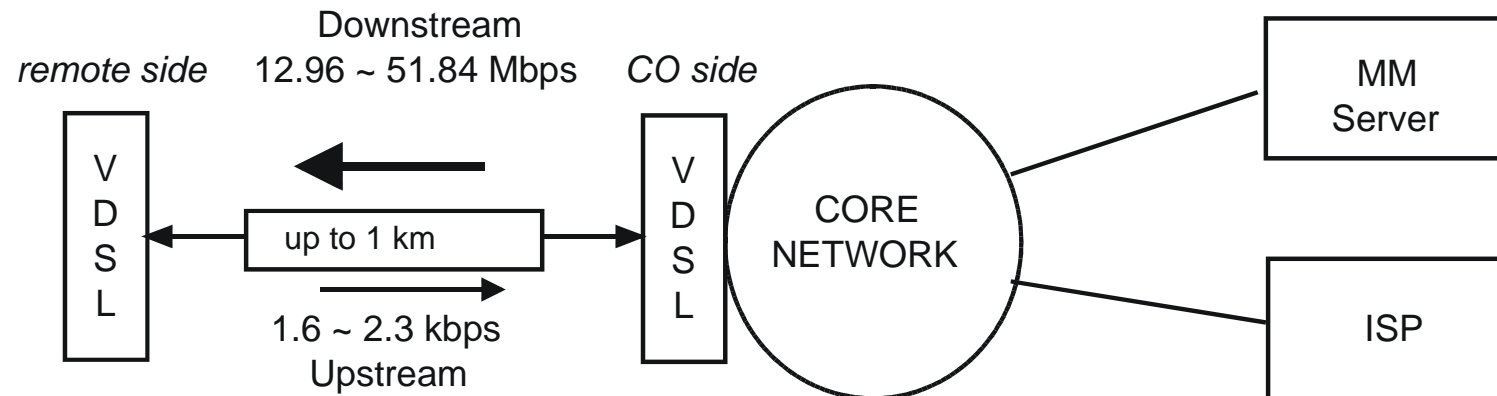 Downstream
remote side 12.96 ~ 51.84 Mbps CO side
V
D
S
L
up to 1 km
1.6 ~ 2.3 kbps
Upstream
V
D
S
L
CORE
NETWORK
MM
Server
ISP